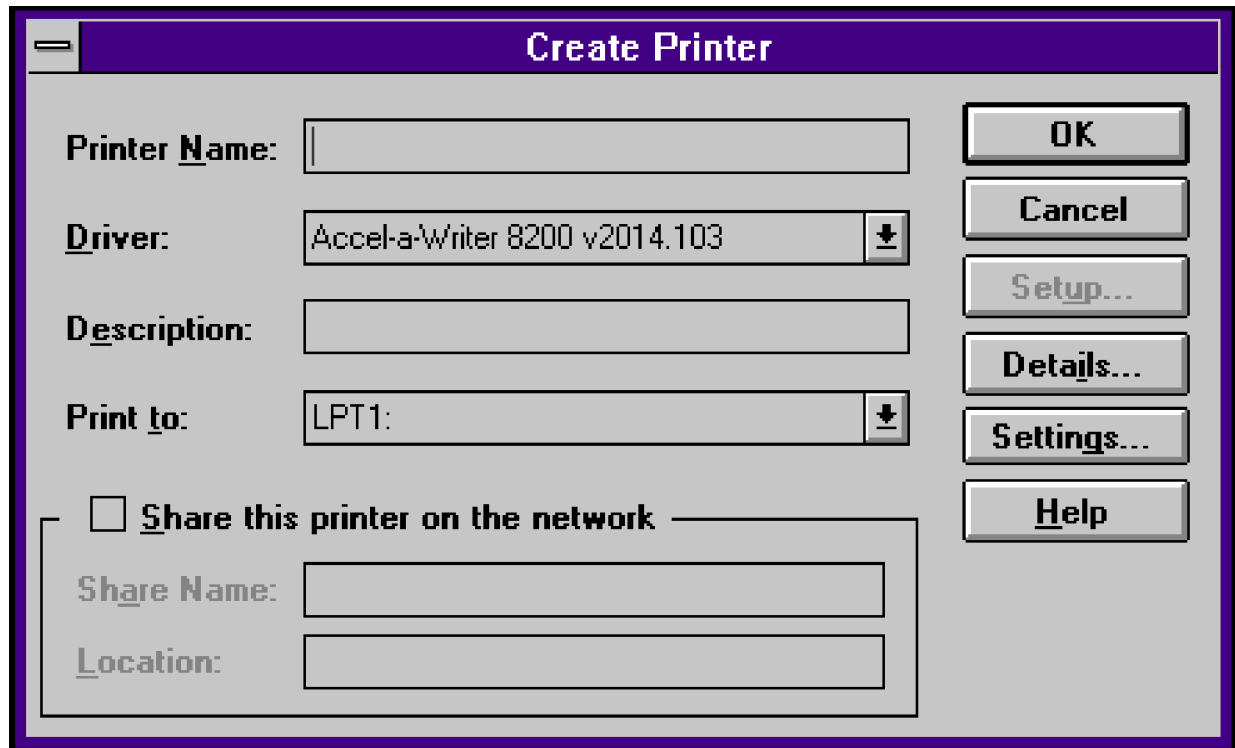 Create Printer
Printer Name:
OK
Driver: Accel-a-Writer 8200 v2014.103
Cancel
Setup...
Description:
Details...
Print to: LPT1:
Settings...
Share this printer on the network
Help
Share Name:
Location: